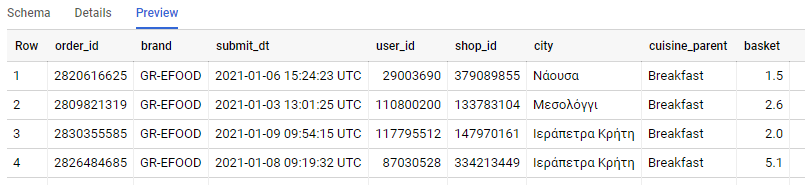 Schema Details Preview
Row order_id brand submit_dt user_id shop_id city cuisine_parent basket
1 2820616625 GR-EFOOD 2021-01-06 15:24:23 UTC 29003690 379089855 Νάουσα Breakfast 1.5
2 2809821319 GR-EFOOD 2021-01-03 13:01:25 UTC 110800200 133783104 Μεσολόγγι Breakfast 2.6
3 2830355585 GR-EFOOD 2021-01-09 09:54:15 UTC 117795512 147970161 Ιεράπετρα Κρήτη Breakfast 2.0
4 2826484685 GR-EFOOD 2021-01-08 09:19:32 UTC 87030528 334213449 Ιεράπετρα Κρήτη Breakfast 5.1